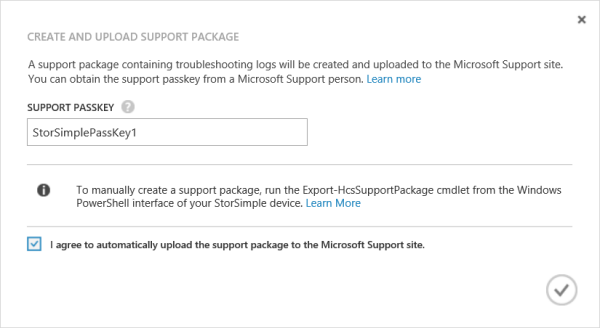 CREATE AND UPLOAD SUPPORT PACKAGE
A support package containing troubleshooting logs will be created and uploaded to the Microsoft Support site.
You can obtain the support passkey from a Microsoft Support person. Learn more
SUPPORT PASSKEY ?
StorSimplePassKey1
To manually create a support package, run the Export-HcsSupportPackage cmdlet from the Windows
PowerShell interface of your StorSimple device. Learn More
I agree to automatically upload the support package to the Microsoft Support site.